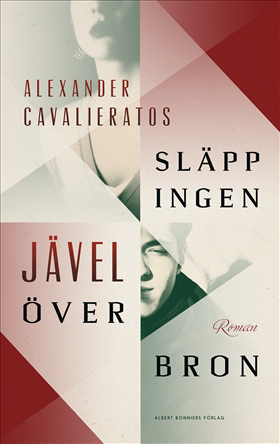 ALEXANDER
CAVALIERATOS
SLÄPP
INGEN
JÄVEL
ÖVER
Roman
BRON
ALBERT BONNIERS FÖRLAG